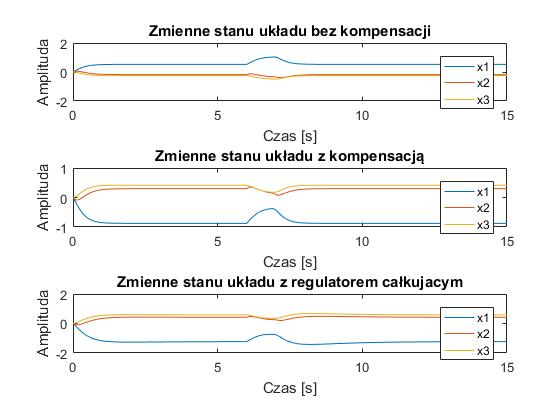 Zmienne stanu układu bez kompensacji
Amplituda
2
0
-2
0
5
10
15
x1
x2
x3
Czas [s]
Zmienne stanu układu z kompensacją
Amplituda
1
0
-1
0
5
10
15
x1
x2
x3
Czas [s]
Zmienne stanu układu z regulatorem całkujacym
Amplituda
2
0
-2
0
5
10
15
x1
x2
x3
Czas [s]